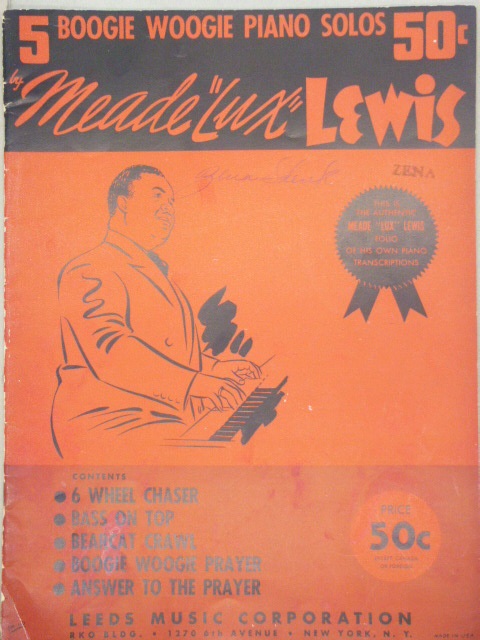 5 BOOGIE WOOGIE PIANO SOLOS 50¢
by Meade "Lux" LEWIS
ZENA
THIS IS
THE AUTHENTIC
MEADE "LUX" LEWIS
FOLIO
OF HIS OWN PIANO
TRANSCRIPTIONS
CONTENTS
6 WHEEL CHASER
BASS ON TOP
BEARCAT CRAWL
BOOGIE WOOGIE PRAYER
ANSWER TO THE PRAYER
PRICE
50c
LEEDS MUSIC CORPORATION
RKO BLDG. • 1270 6th AVENUE • NEW YORK, N. Y.
MADE IN U.S.A.